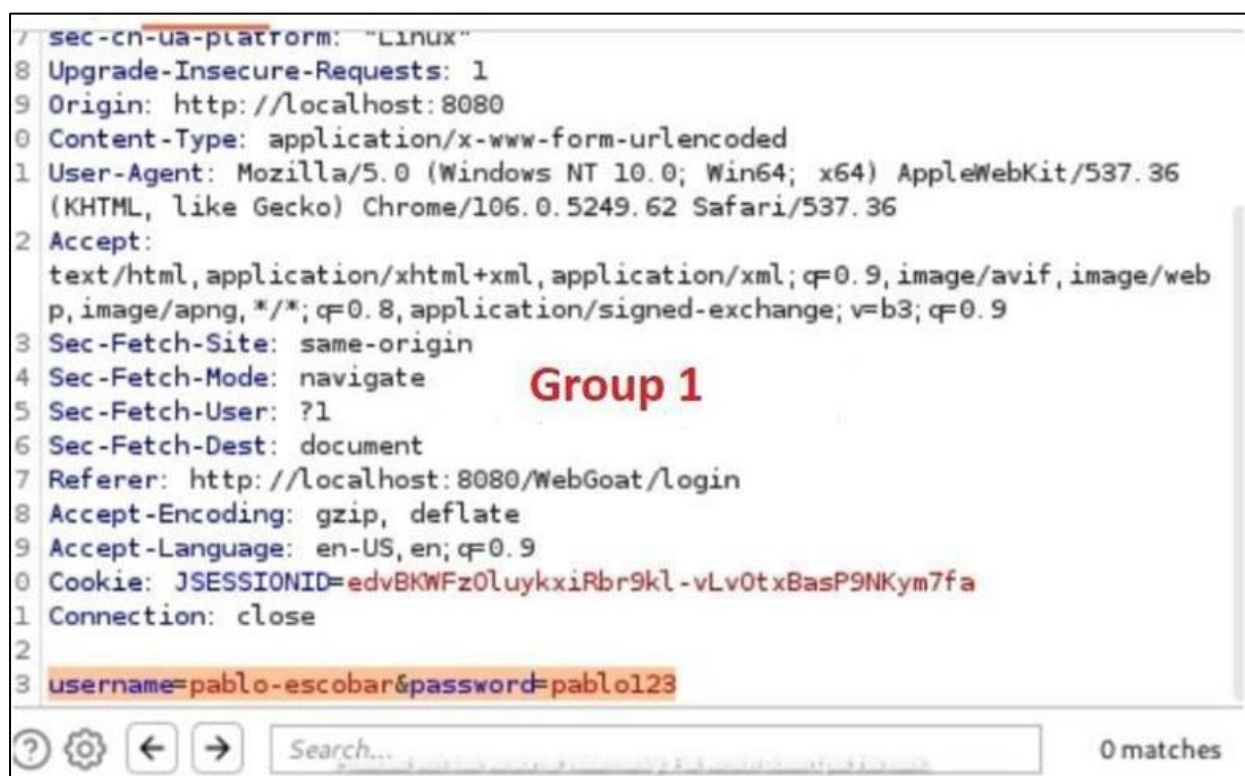 7 sec-ch-ua-platform: "Linux"
8 Upgrade-Insecure-Requests: 1
9 Origin: http://localhost:8080
0 Content-Type: application/x-www-form-urlencoded
1 User-Agent: Mozilla/5.0 (Windows NT 10.0; Win64; x64) AppleWebKit/537.36
(KHTML, like Gecko) Chrome/106.0.5249.62 Safari/537.36
2 Accept:
text/html,application/xhtml+xml,application/xml;q=0.9,image/avif,image/web
p,image/apng,*/*;q=0.8,application/signed-exchange;v=b3;q=0.9
3 Sec-Fetch-Site: same-origin
4 Sec-Fetch-Mode: navigate
Group 1
5 Sec-Fetch-User: ?1
6 Sec-Fetch-Dest: document
7 Referer: http://localhost:8080/WebGoat/login
8 Accept-Encoding: gzip, deflate
9 Accept-Language: en-US,en;q=0.9
0 Cookie: JSESSIONID=edvBKWFzOluykxiRbr9kl-vLvOtxBasP9NKym7fa
1 Connection: close
2
3 username=pablo-escobar&password=pablo123
Search... 0 matches